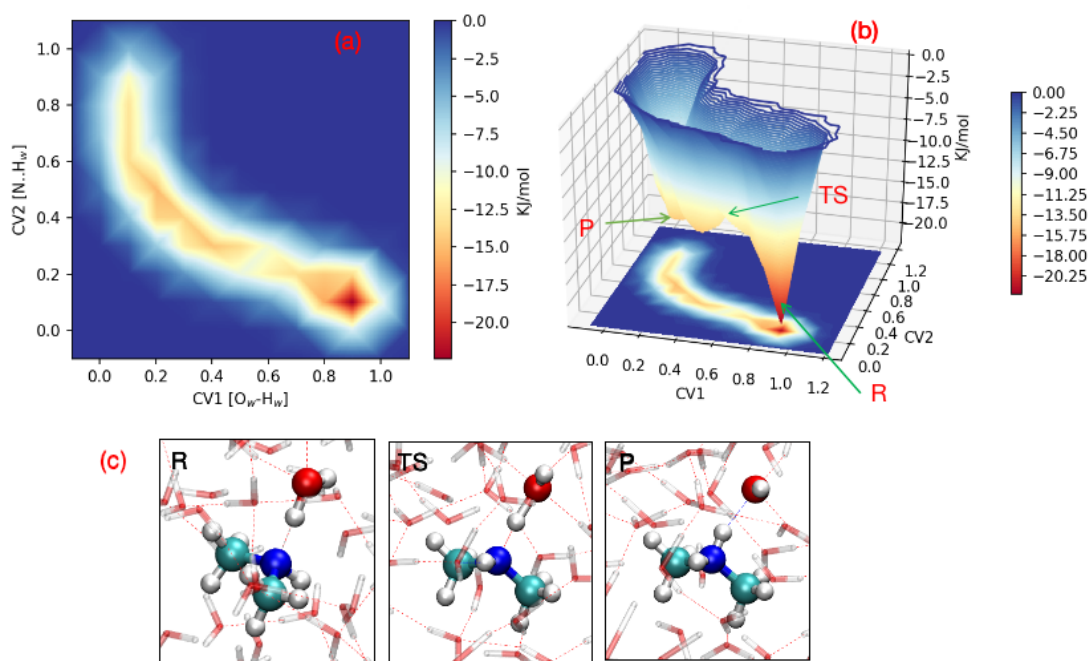 (a)
1.0
0.8
0.6
0.4
0.2
0.0
CV2 [N..H_w]
0.0 0.2 0.4 0.6 0.8 1.0
CV1 [O_w-H_w]
0.0
−2.5
−5.0
−7.5
−10.0
−12.5
−15.0
−17.5
−20.0
KJ/mol
(b)
0.0
−2.5
−5.0
−7.5
−10.0
−12.5
−15.0
−17.5
−20.0
KJ/mol
TS
P
R
0.0 0.2 0.4 0.6 0.8 1.0 1.2
CV1
1.2
1.0
0.8
0.6
0.4
0.2
0.0
CV2
0.00
−2.25
−4.50
−6.75
−9.00
−11.25
−13.50
−15.75
−18.00
−20.25
(c)
R
TS
P